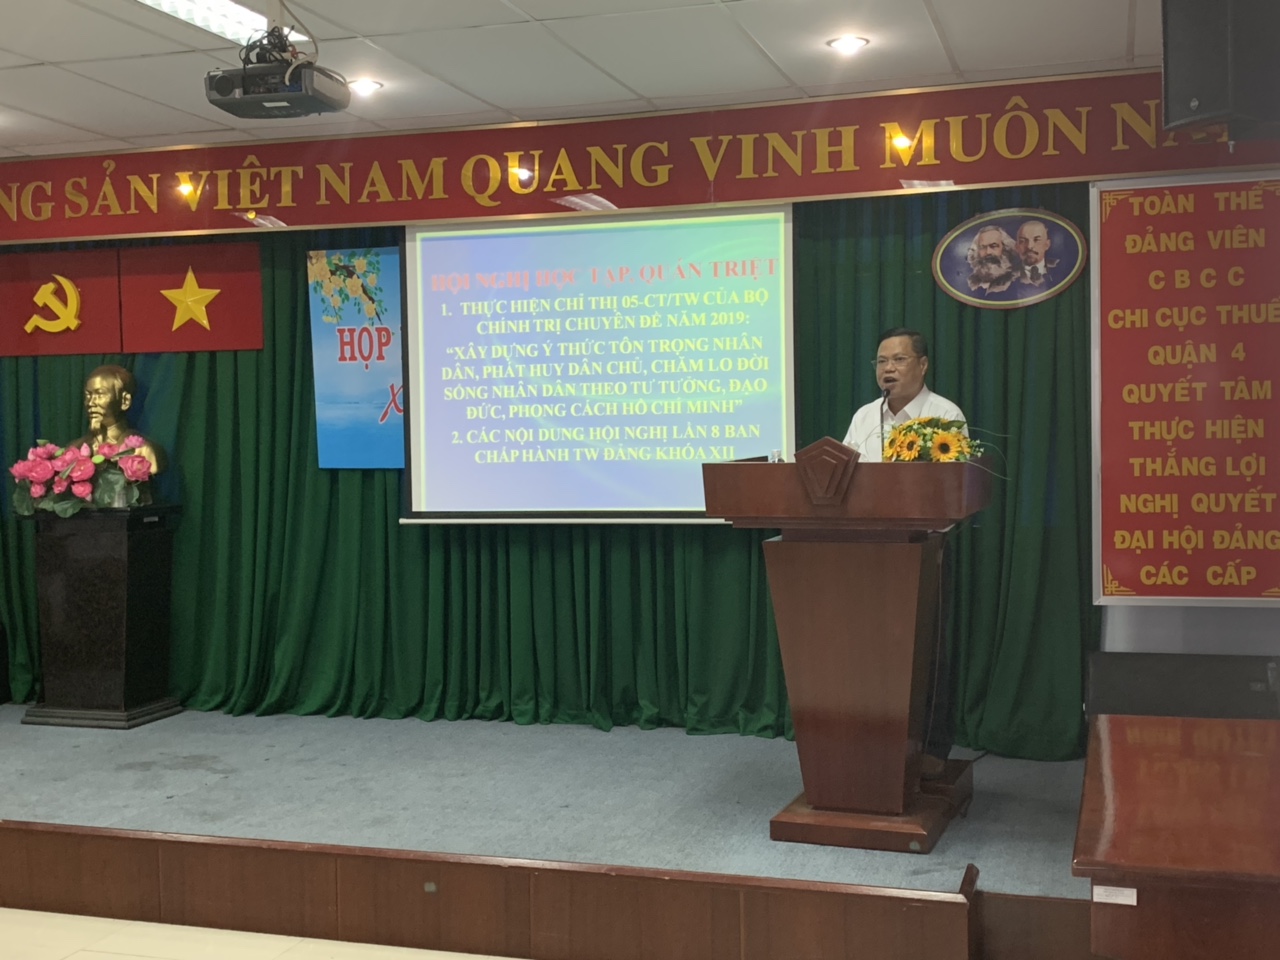 NG SẢN VIỆT NAM QUANG VINH MUÔN NĂ
HỌP
HỘI NGHỊ HỌC TẬP, QUÁN TRIỆT
1. THỰC HIỆN CHỈ THỊ 05-CT/TW CỦA BỘ
CHÍNH TRỊ CHUYÊN ĐỀ NĂM 2019:
“XÂY DỰNG Ý THỨC TÔN TRỌNG NHÂN
DÂN, PHÁT HUY DÂN CHỦ, CHĂM LO ĐỜI
SỐNG NHÂN DÂN THEO TƯ TƯỞNG, ĐẠO
ĐỨC, PHONG CÁCH HỒ CHÍ MINH”
2. CÁC NỘI DUNG HỘI NGHỊ LẦN 8 BAN
CHẤP HÀNH TW ĐẢNG KHÓA XII
TOÀN THỂ
ĐẢNG VIÊN
C B C C
CHI CỤC THUẾ
QUẬN 4
QUYẾT TÂM
THỰC HIỆN
THẮNG LỢI
NGHỊ QUYẾT
ĐẠI HỘI ĐẢNG
CÁC CẤP